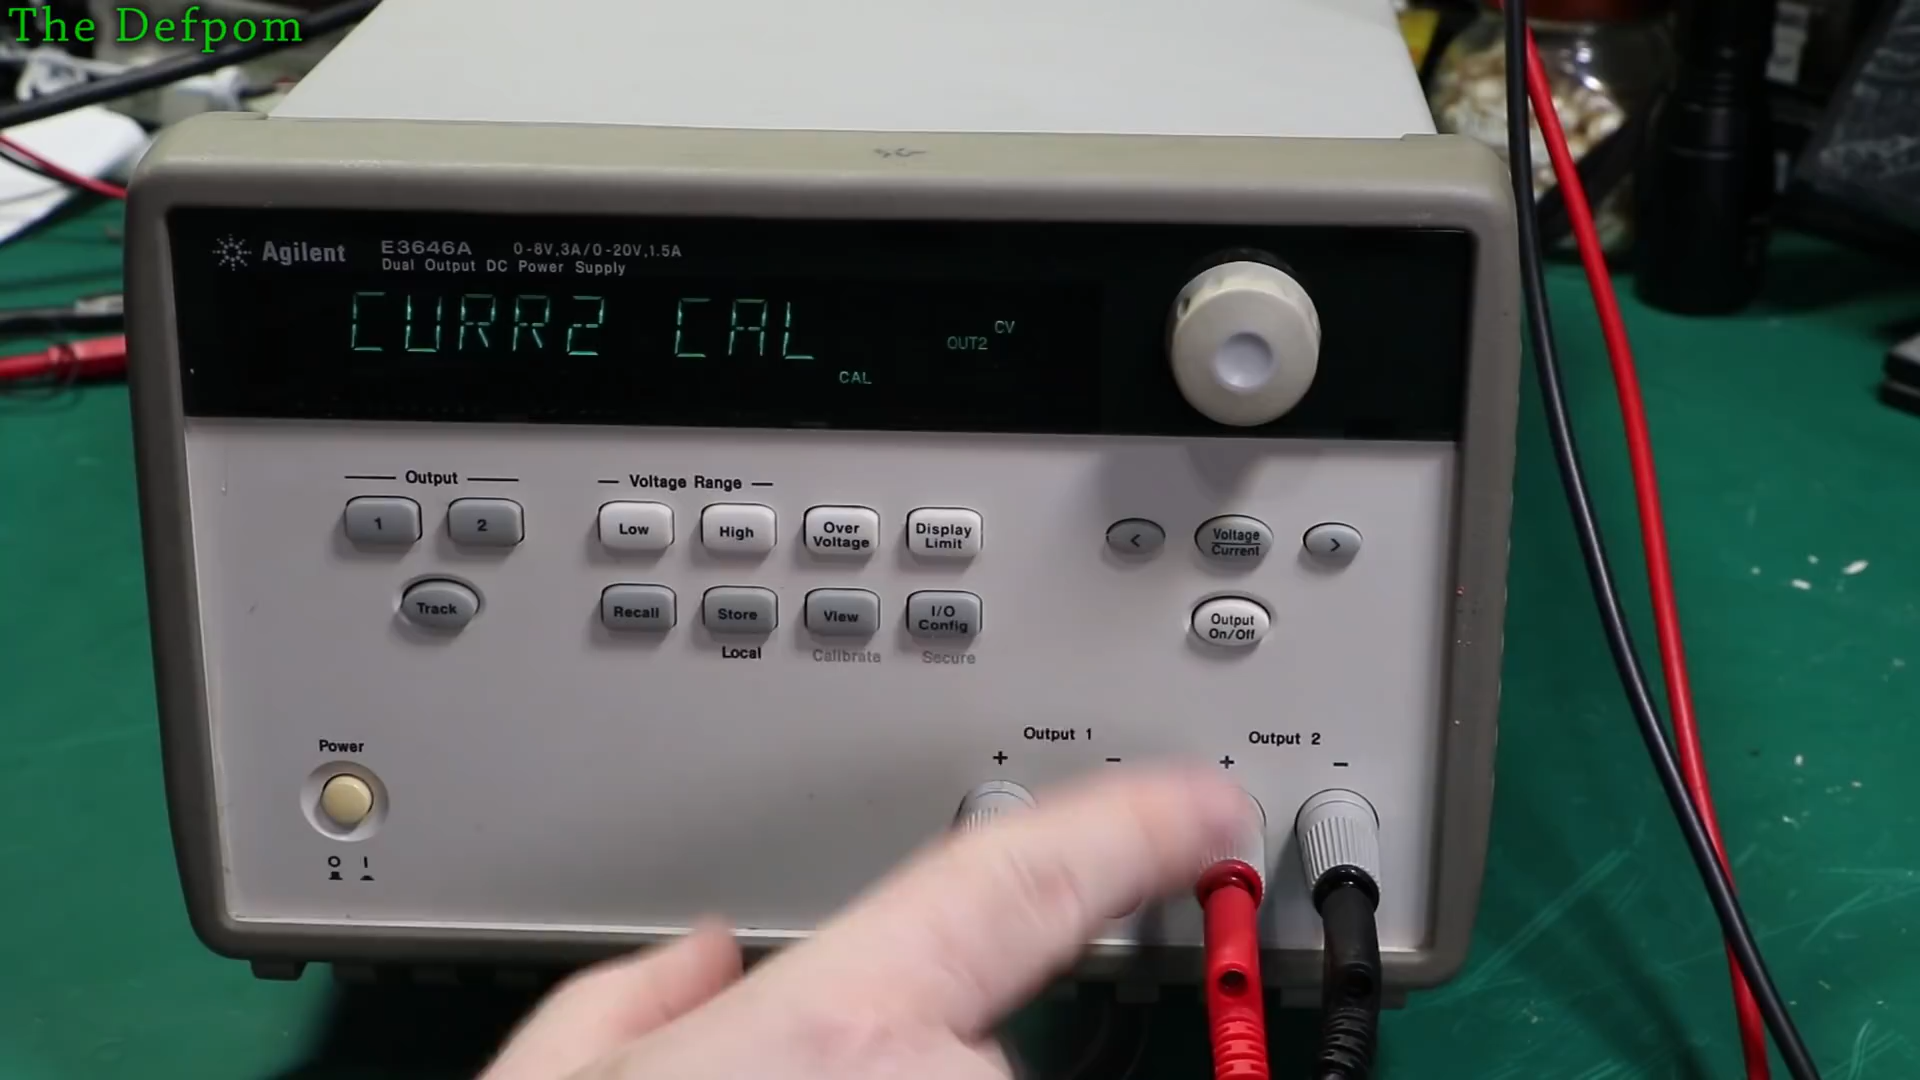 The Defpom
Agilent E3646A 0-8V,3A/0-20V,1.5A
Dual Output DC Power Supply
CURR2 CAL
CV
OUT2
CAL
Output
Voltage Range
1
2
Low
High
Over Voltage
Display Limit
<
Voltage
Current
>
Track
Recall
Store
View
I/O Config
Output On/Off
Local
Calibrate
Secure
Power
Output 1
Output 2
+
−
+
−
O I